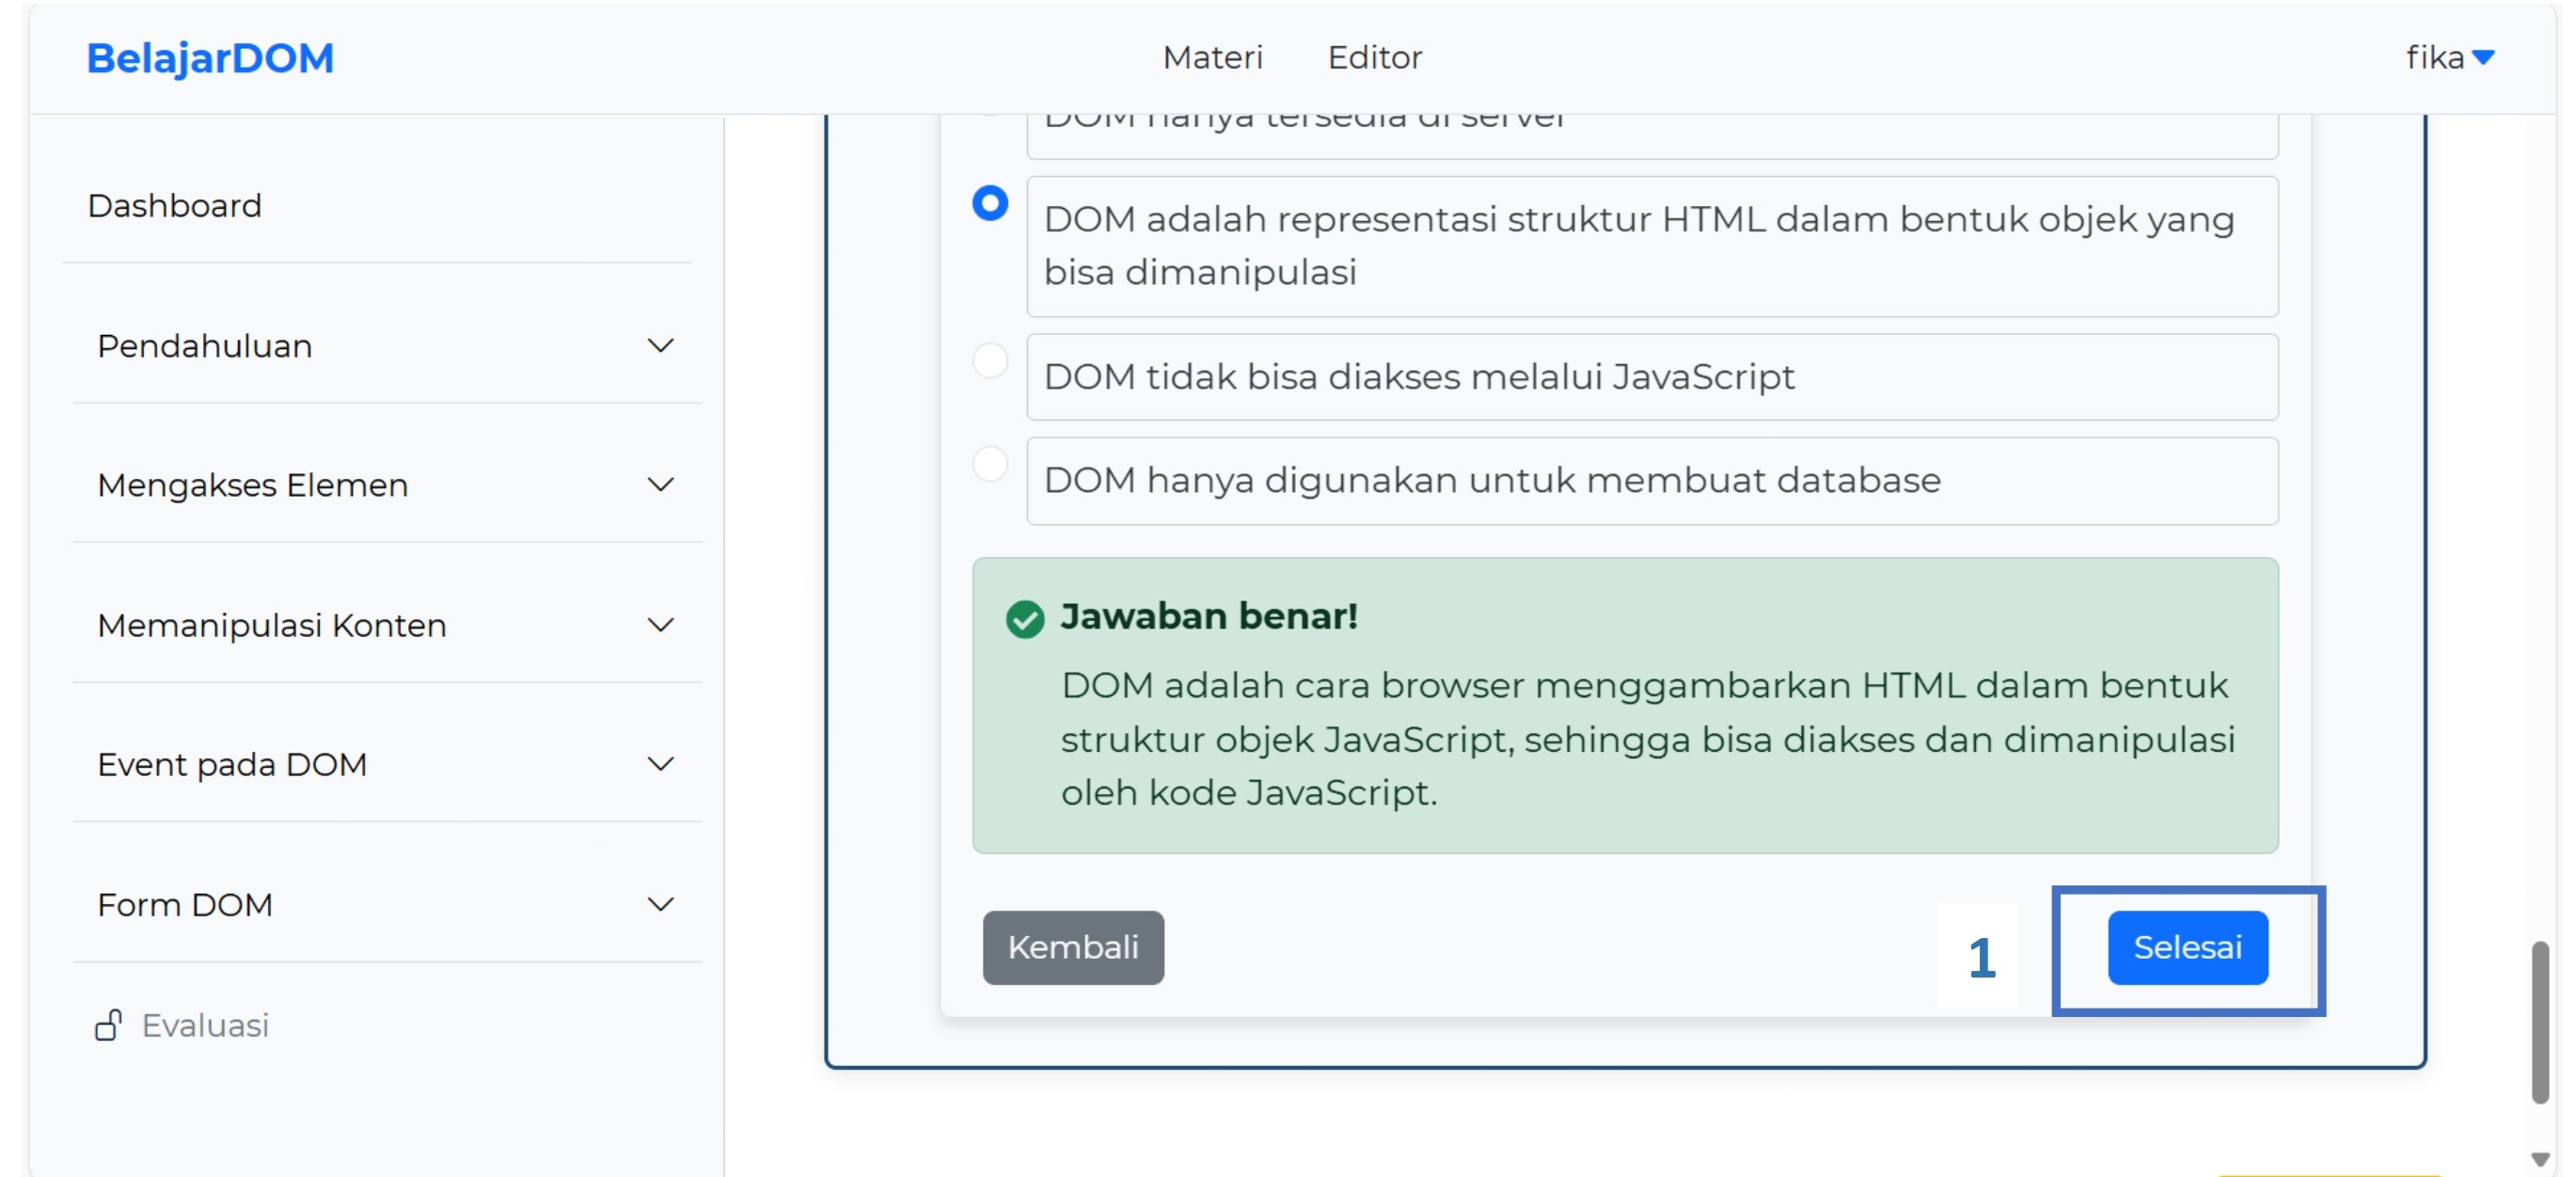 BelajarDOM
Materi
Editor
fika
Dashboard
Pendahuluan
Mengakses Elemen
Memanipulasi Konten
Event pada DOM
Form DOM
Evaluasi
DOM hanya tersedia di server
DOM adalah representasi struktur HTML dalam bentuk objek yang
bisa dimanipulasi
DOM tidak bisa diakses melalui JavaScript
DOM hanya digunakan untuk membuat database
Jawaban benar!
DOM adalah cara browser menggambarkan HTML dalam bentuk
struktur objek JavaScript, sehingga bisa diakses dan dimanipulasi
oleh kode JavaScript.
Kembali
1
Selesai